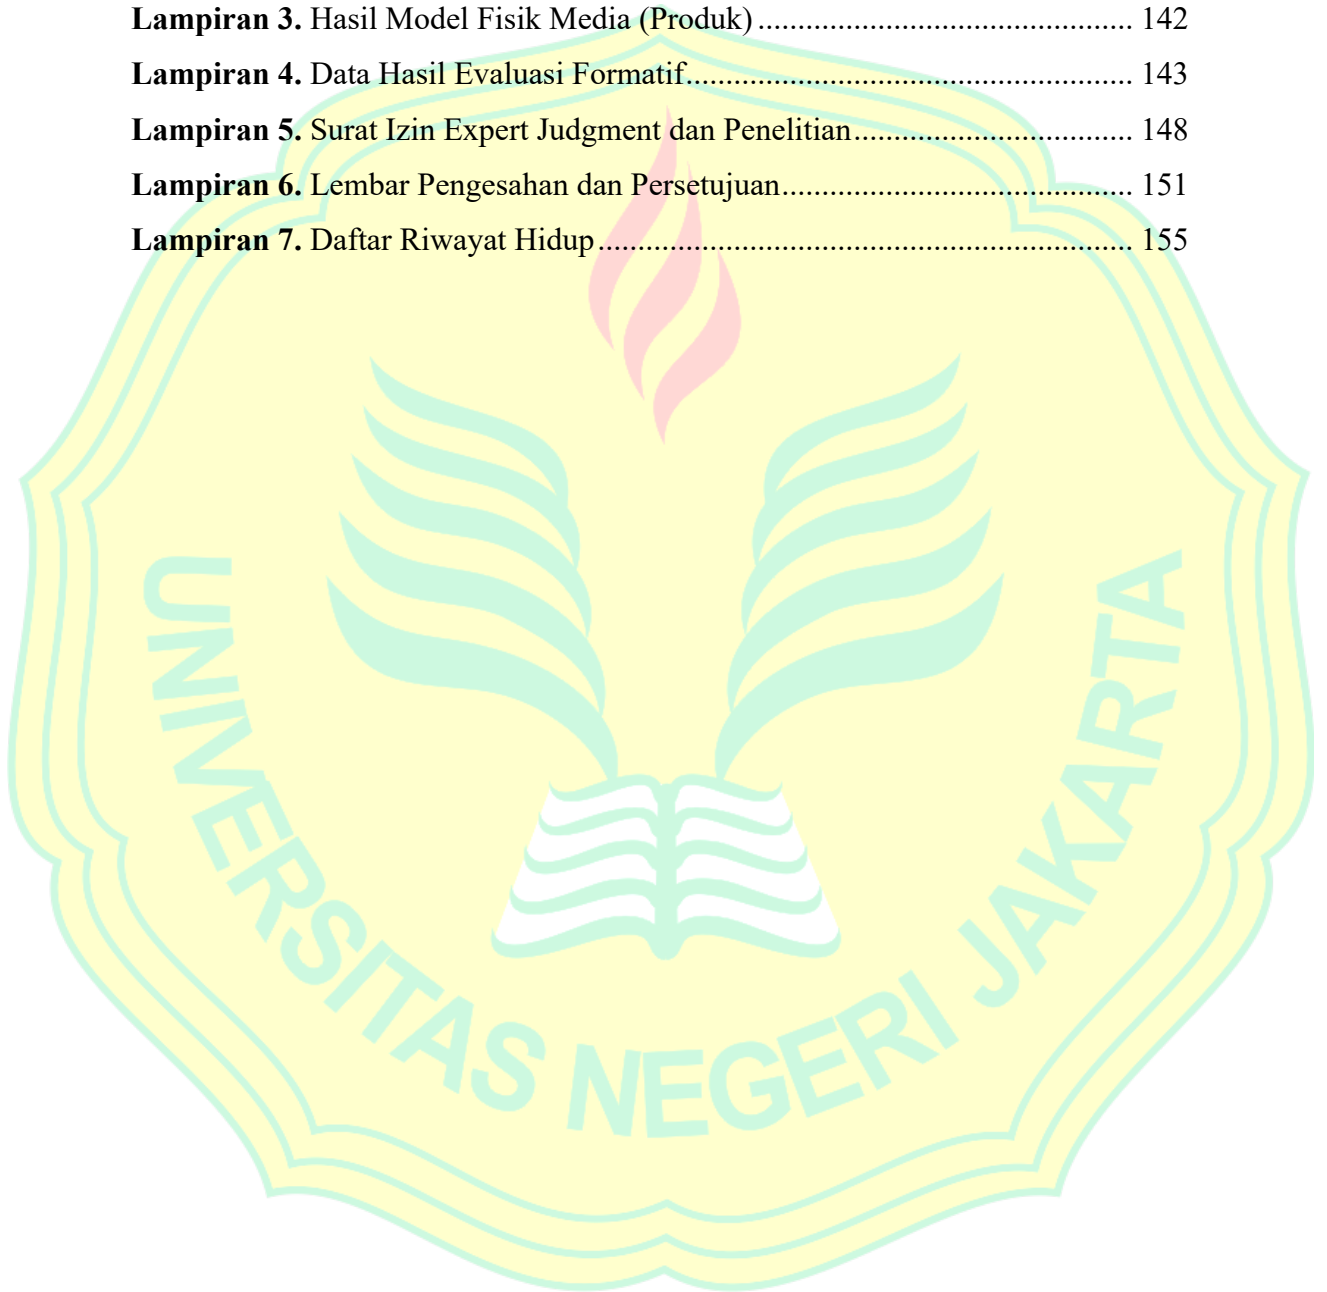 Lampiran 3. Hasil Model Fisik Media (Produk) ............................................... 142
Lampiran 4. Data Hasil Evaluasi Formatif........................................................ 143
Lampiran 5. Surat Izin Expert Judgment dan Penelitian................................... 148
Lampiran 6. Lembar Pengesahan dan Persetujuan............................................ 151
Lampiran 7. Daftar Riwayat Hidup................................................................... 155
UNIVERSITAS NEGERI JAKARTA